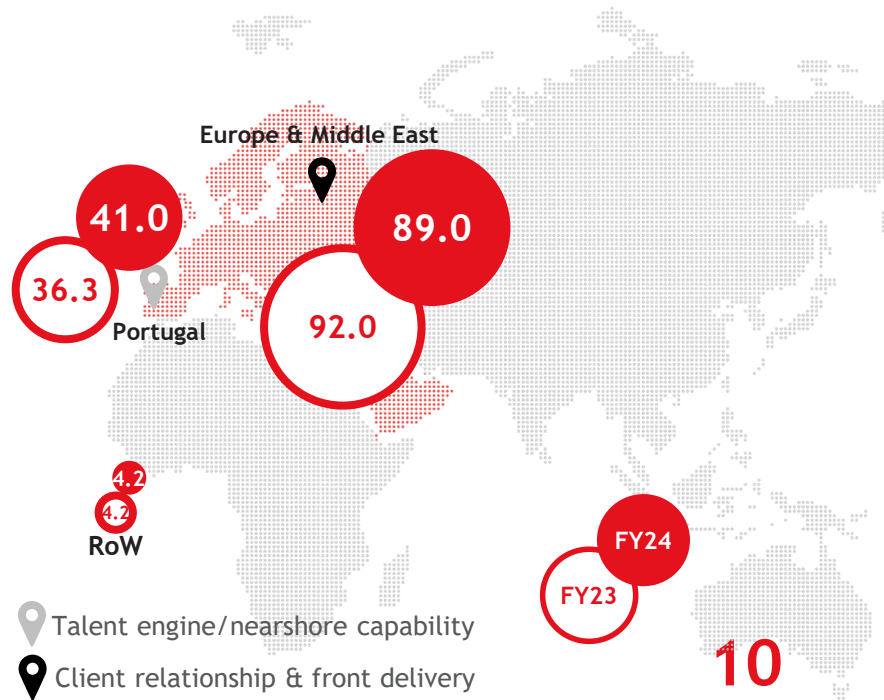 Europe & Middle East
41.0
89.0
36.3
92.0
Portugal
4.2
4.2
RoW
FY24
FY23
Talent engine/nearshore capability
Client relationship & front delivery
10